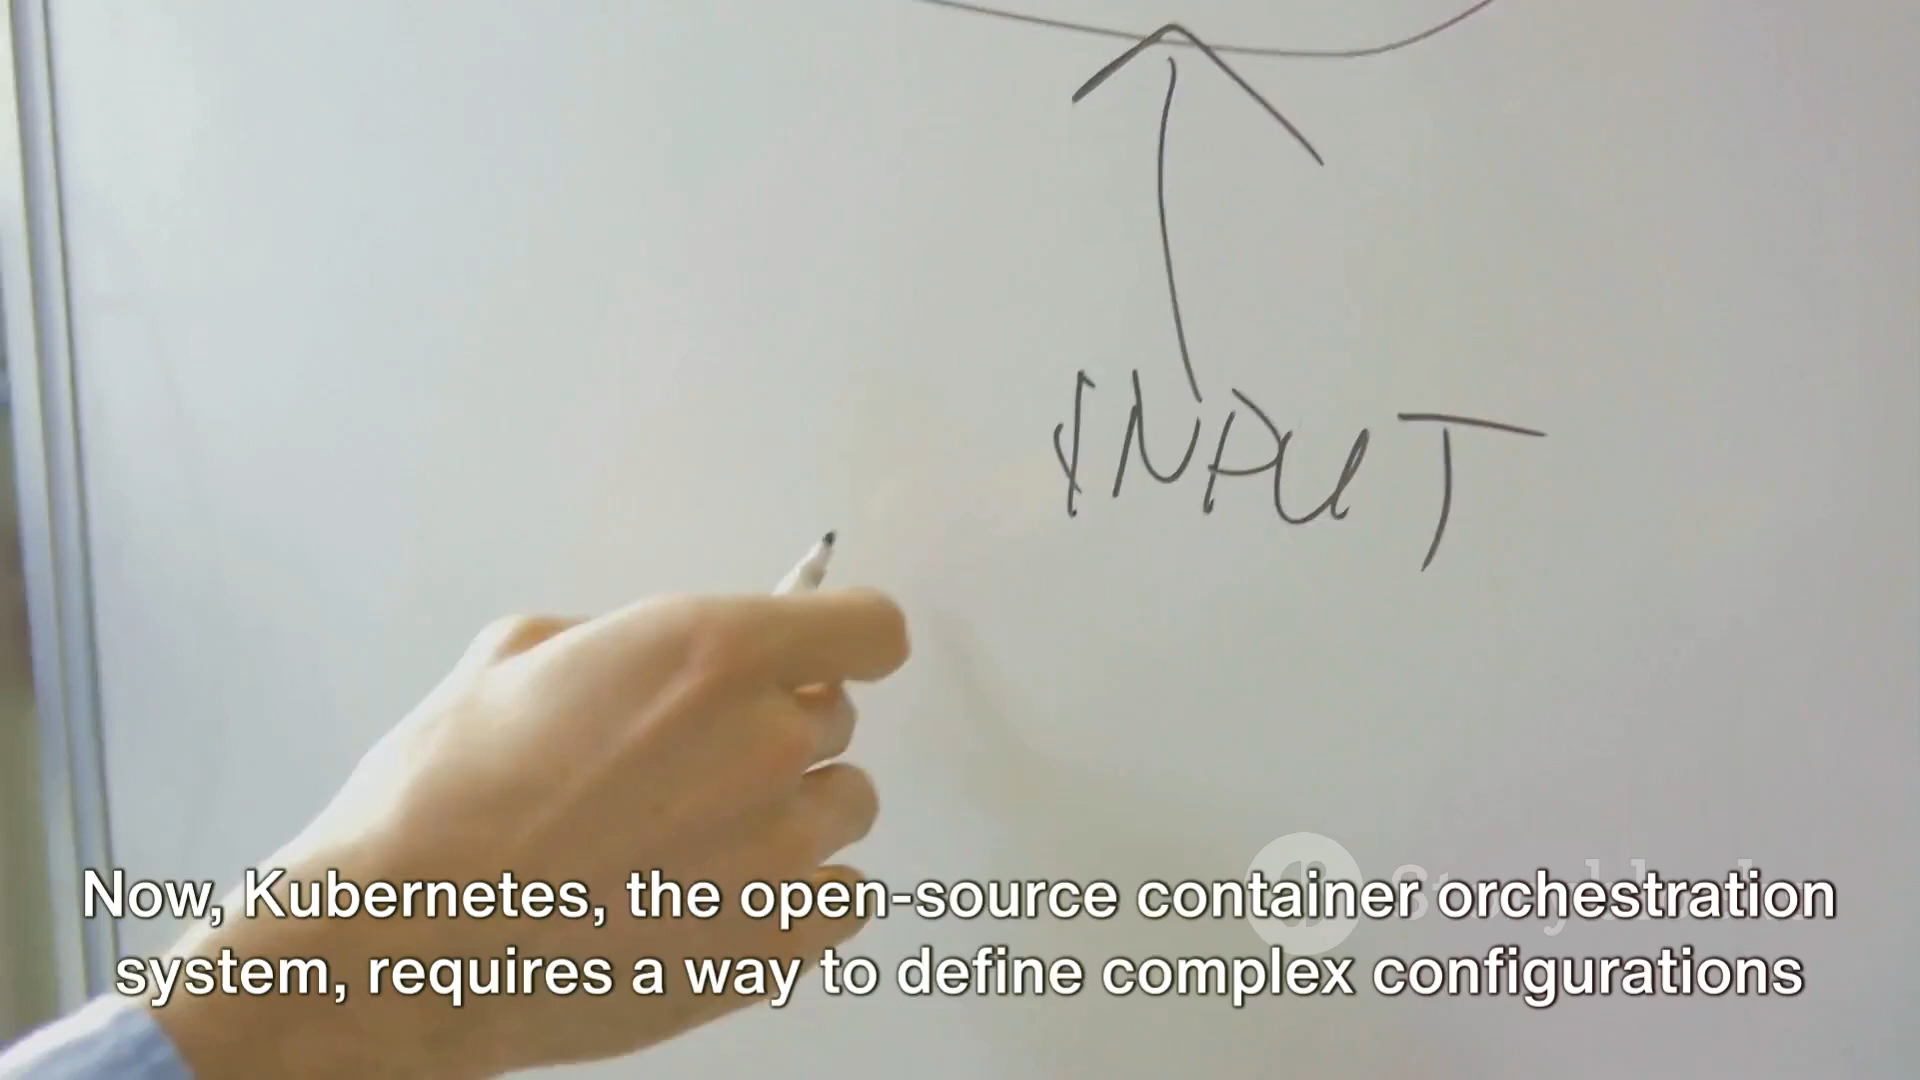 INPUT
Now, Kubernetes, the open-source container orchestration
system, requires a way to define complex configurations